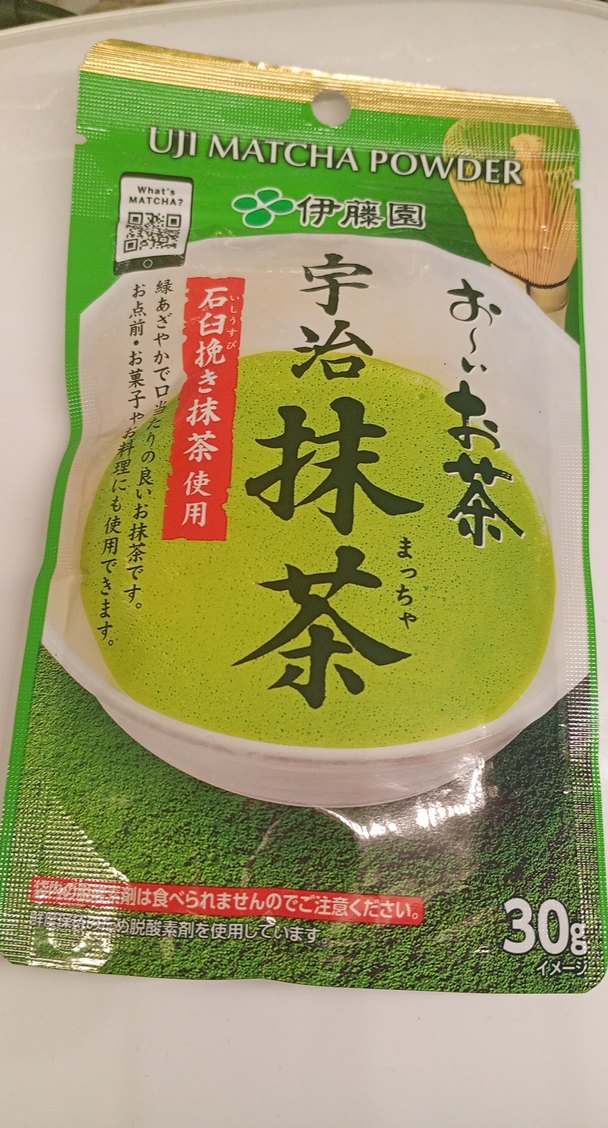 UJI MATCHA POWDER
What's
MATCHA?
伊藤園
お～いお茶
宇治
抹茶
まっちゃ
いしうすび
石臼挽き抹茶使用
緑あざやかで口当たりの良いお抹茶です。
お点前・お菓子やお料理にも使用できます。
剤は食べられませんのでご注意ください。
脱酸素剤を使用しています。
30g
イメージ